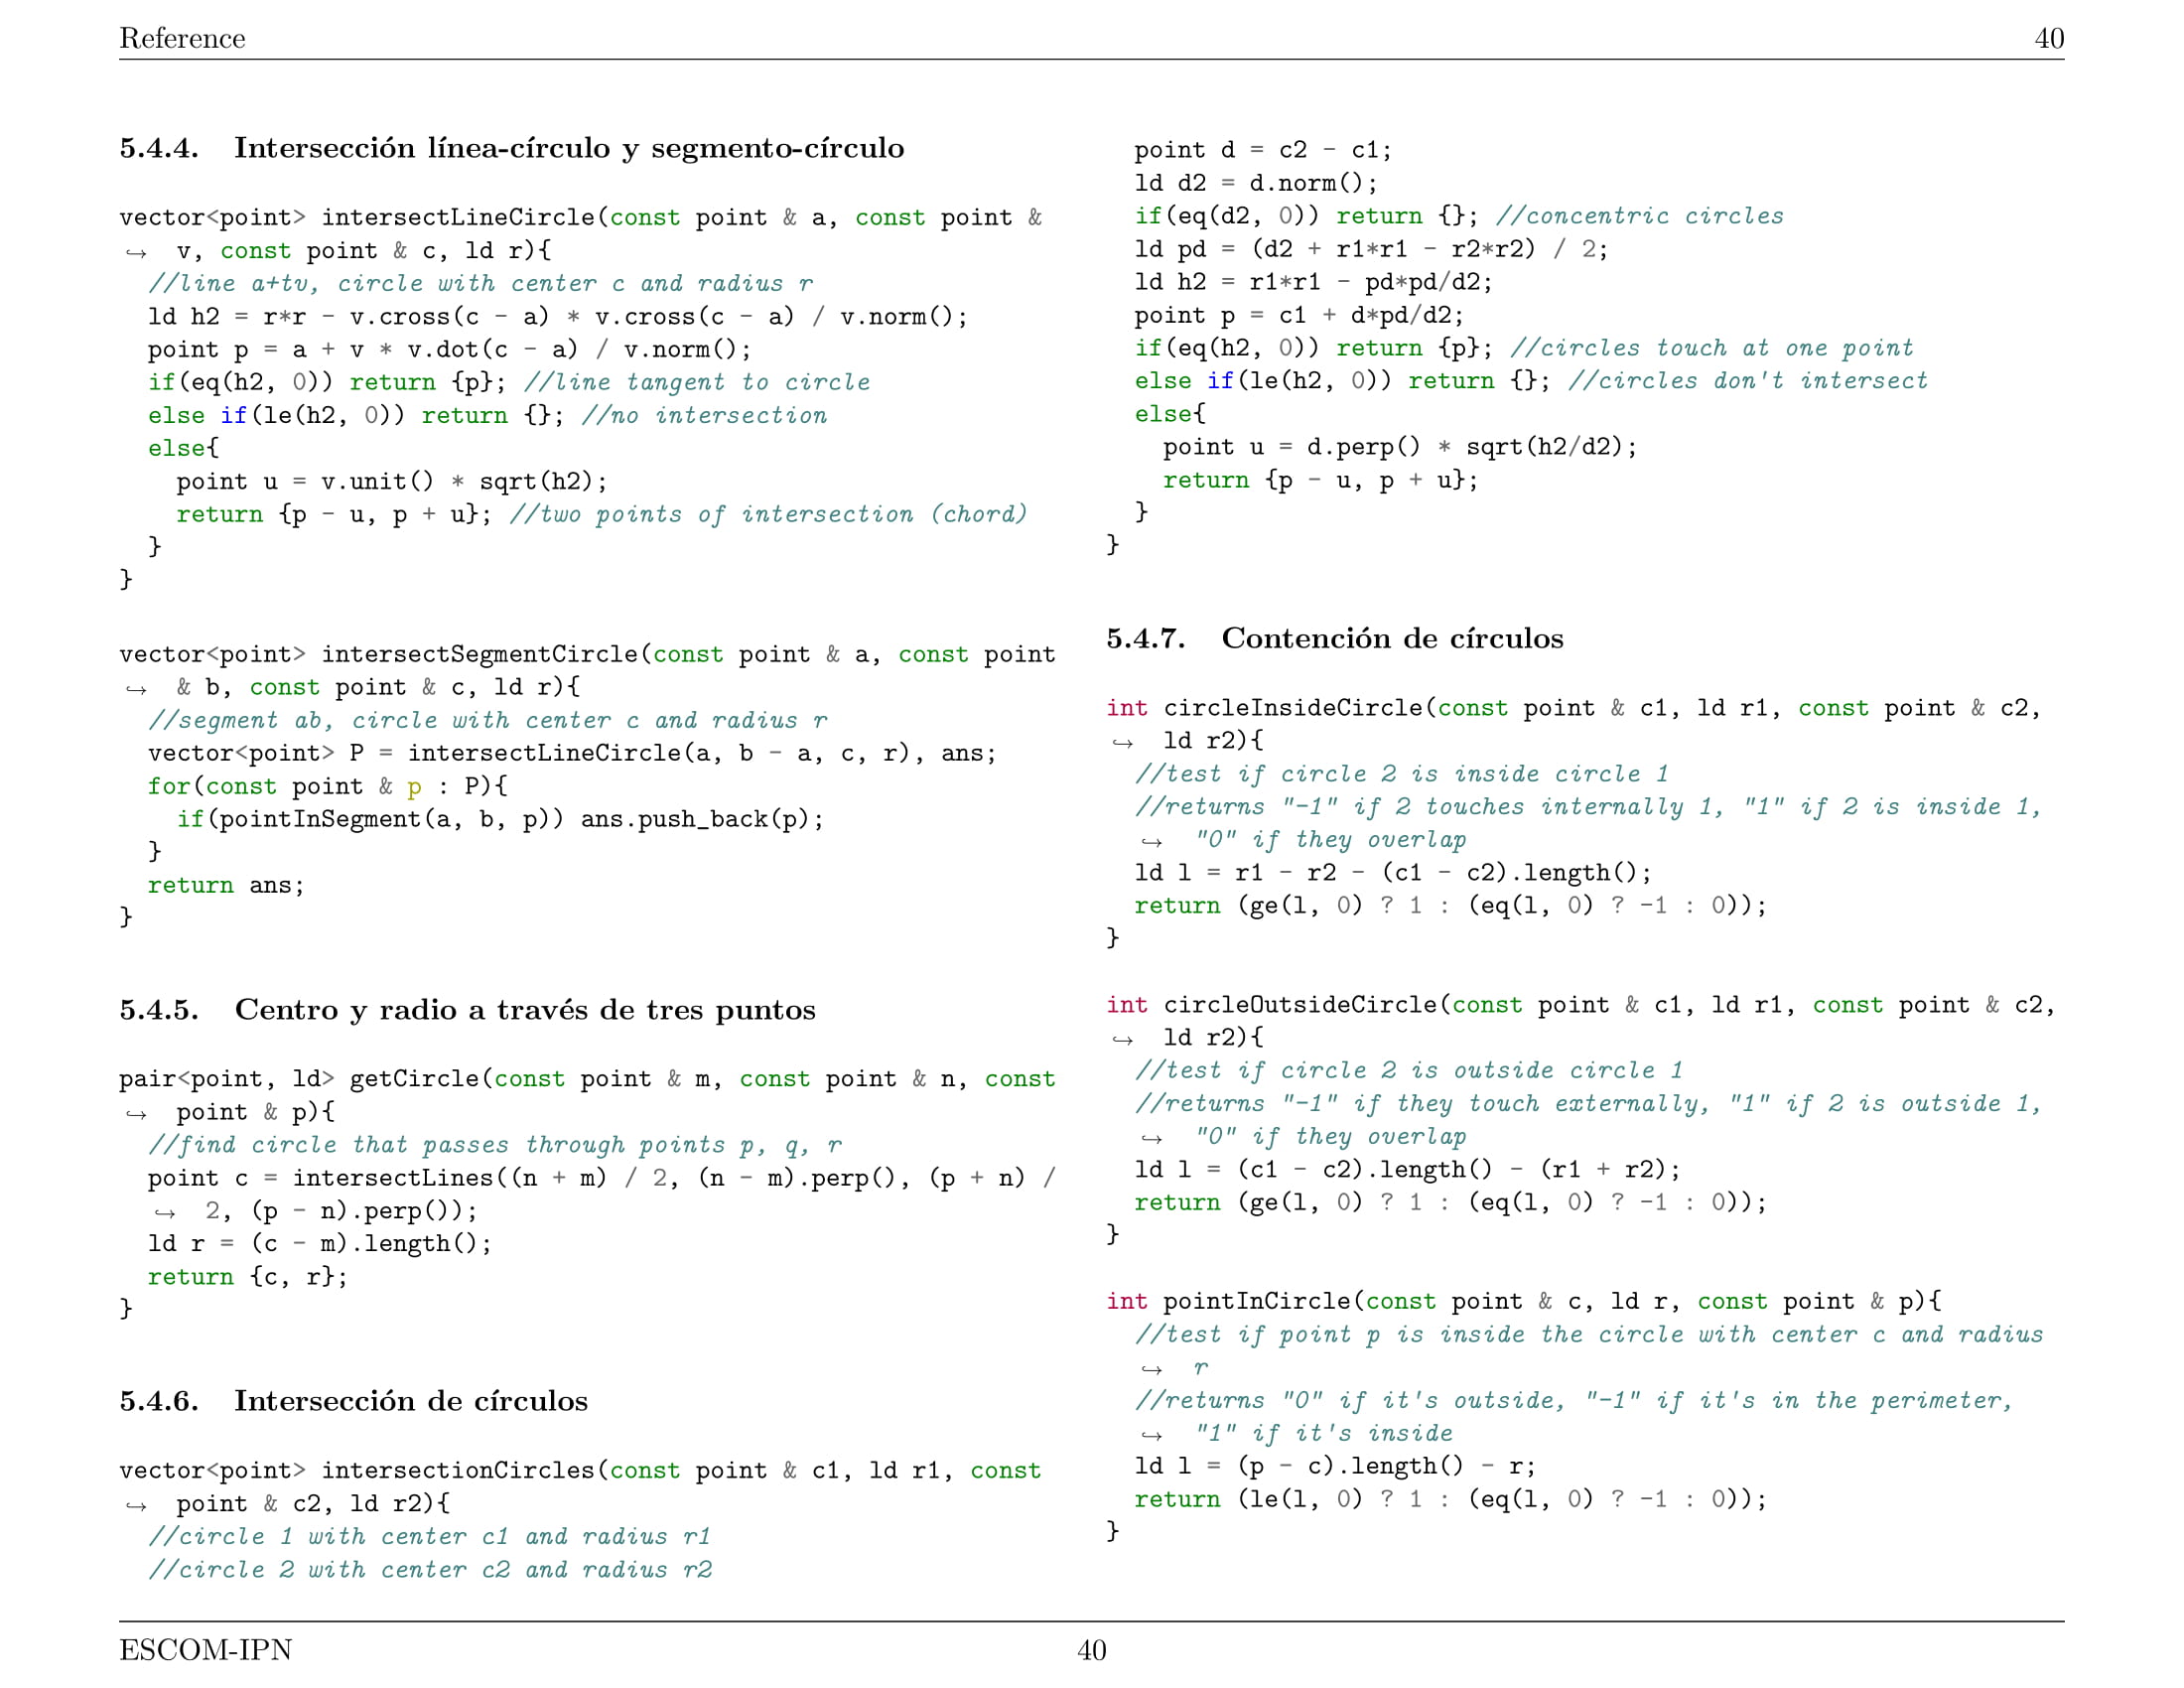 Reference 40
5.4.4. Intersección línea-círculo y segmento-círculo
vector<point> intersectLineCircle(const point & a, const point &
↪ v, const point & c, ld r){
//line a+tv, circle with center c and radius r
ld h2 = r*r - v.cross(c - a) * v.cross(c - a) / v.norm();
point p = a + v * v.dot(c - a) / v.norm();
if(eq(h2, 0)) return {p}; //line tangent to circle
else if(le(h2, 0)) return {}; //no intersection
else{
point u = v.unit() * sqrt(h2);
return {p - u, p + u}; //two points of intersection (chord)
}
}
vector<point> intersectSegmentCircle(const point & a, const point
↪ & b, const point & c, ld r){
//segment ab, circle with center c and radius r
vector<point> P = intersectLineCircle(a, b - a, c, r), ans;
for(const point & p : P){
if(pointInSegment(a, b, p)) ans.push_back(p);
}
return ans;
}
5.4.5. Centro y radio a través de tres puntos
pair<point, ld> getCircle(const point & m, const point & n, const
↪ point & p){
//find circle that passes through points p, q, r
point c = intersectLines((n + m) / 2, (n - m).perp(), (p + n) /
↪ 2, (p - n).perp());
ld r = (c - m).length();
return {c, r};
}
5.4.6. Intersección de círculos
vector<point> intersectionCircles(const point & c1, ld r1, const
↪ point & c2, ld r2){
//circle 1 with center c1 and radius r1
//circle 2 with center c2 and radius r2
point d = c2 - c1;
ld d2 = d.norm();
if(eq(d2, 0)) return {}; //concentric circles
ld pd = (d2 + r1*r1 - r2*r2) / 2;
ld h2 = r1*r1 - pd*pd/d2;
point p = c1 + d*pd/d2;
if(eq(h2, 0)) return {p}; //circles touch at one point
else if(le(h2, 0)) return {}; //circles don't intersect
else{
point u = d.perp() * sqrt(h2/d2);
return {p - u, p + u};
}
}
5.4.7. Contención de círculos
int circleInsideCircle(const point & c1, ld r1, const point & c2,
↪ ld r2){
//test if circle 2 is inside circle 1
//returns "-1" if 2 touches internally 1, "1" if 2 is inside 1,
↪ "0" if they overlap
ld l = r1 - r2 - (c1 - c2).length();
return (ge(l, 0) ? 1 : (eq(l, 0) ? -1 : 0));
}
int circleOutsideCircle(const point & c1, ld r1, const point & c2,
↪ ld r2){
//test if circle 2 is outside circle 1
//returns "-1" if they touch externally, "1" if 2 is outside 1,
↪ "0" if they overlap
ld l = (c1 - c2).length() - (r1 + r2);
return (ge(l, 0) ? 1 : (eq(l, 0) ? -1 : 0));
}
int pointInCircle(const point & c, ld r, const point & p){
//test if point p is inside the circle with center c and radius
↪ r
//returns "0" if it's outside, "-1" if it's in the perimeter,
↪ "1" if it's inside
ld l = (p - c).length() - r;
return (le(l, 0) ? 1 : (eq(l, 0) ? -1 : 0));
}
ESCOM-IPN 40